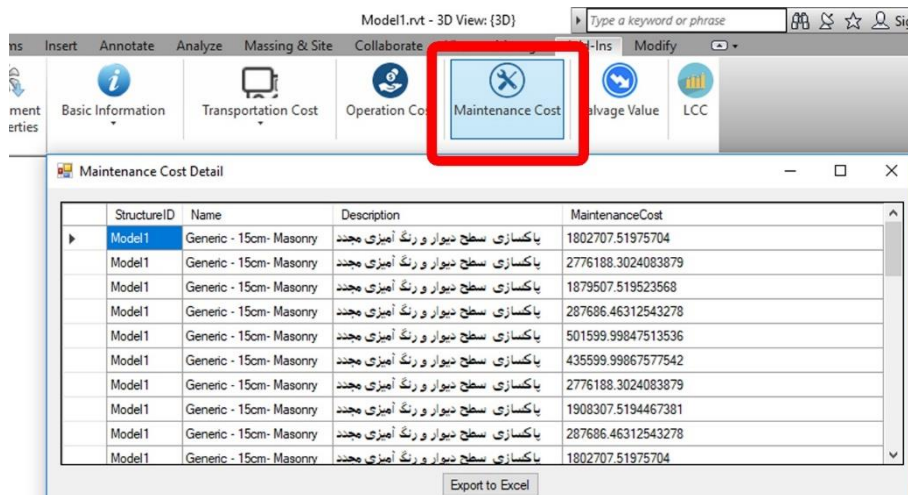 Model1.rvt - 3D View: {3D} Type a keyword or phrase
Insert Annotate Analyze Massing & Site Collaborate Modify
Basic Information Transportation Cost Operation Maintenance Cost Value LCC
Maintenance Cost Detail
StructureID Name Description MaintenanceCost
Model1 Generic - 15cm- Masonry پاکسازی سطح دیوار و رنگ آمیزی مجدد 1802707.51975704
Model1 Generic - 15cm- Masonry پاکسازی سطح دیوار و رنگ آمیزی مجدد 2776188.3024083879
Model1 Generic - 15cm- Masonry پاکسازی سطح دیوار و رنگ آمیزی مجدد 1879507.519523568
Model1 Generic - 15cm- Masonry پاکسازی سطح دیوار و رنگ آمیزی مجدد 287686.46312543278
Model1 Generic - 15cm- Masonry پاکسازی سطح دیوار و رنگ آمیزی مجدد 501599.99847513536
Model1 Generic - 15cm- Masonry پاکسازی سطح دیوار و رنگ آمیزی مجدد 435599.99867577542
Model1 Generic - 15cm- Masonry پاکسازی سطح دیوار و رنگ آمیزی مجدد 2776188.3024083879
Model1 Generic - 15cm- Masonry پاکسازی سطح دیوار و رنگ آمیزی مجدد 1908307.5194467381
Model1 Generic - 15cm- Masonry پاکسازی سطح دیوار و رنگ آمیزی مجدد 287686.46312543278
Model1 Generic - 15cm- Masonry پاکسازی سطح دیوار و رنگ آمیزی مجدد 1802707.51975704
Export to Excel